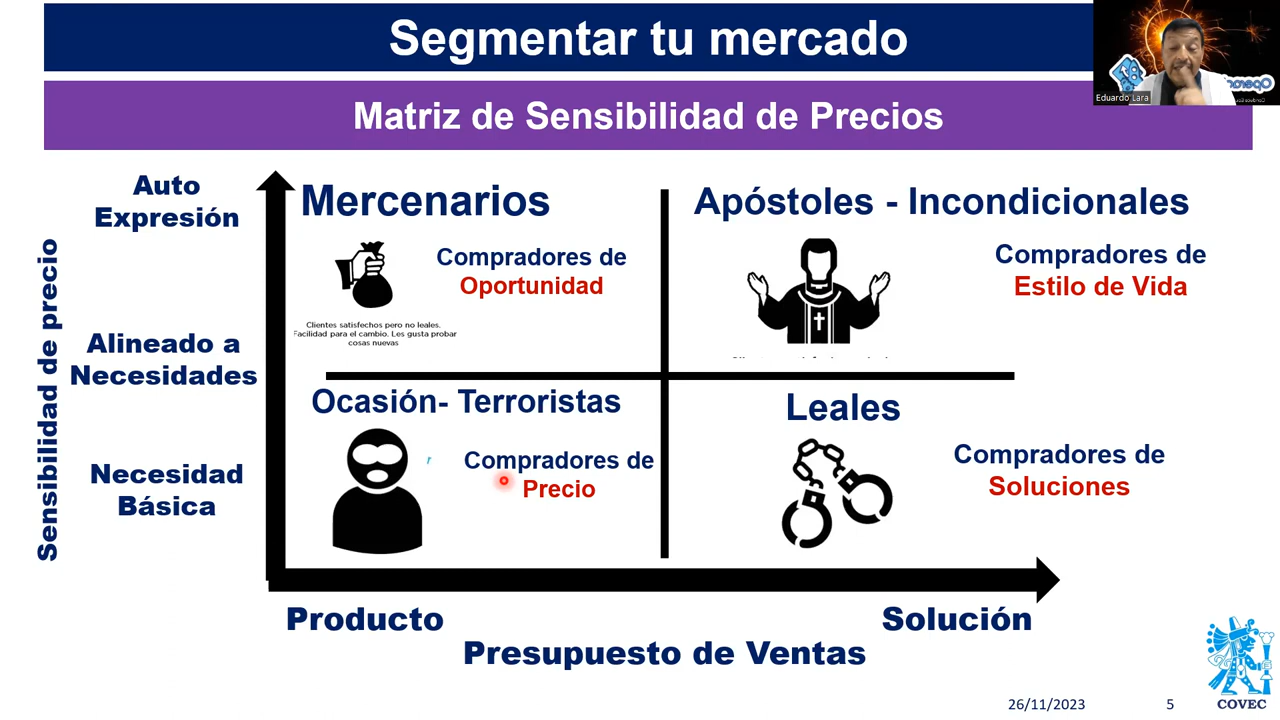 Segmentar tu mercado
Matriz de Sensibilidad de Precios
Eduardo Lara
Sensibilidad de precio
Auto
Expresión
Alineado a
Necesidades
Necesidad
Básica
Mercenarios
Compradores de
Oportunidad
Clientes satisfechos pero no leales.
Facilidad para el cambio. Les gusta probar
cosas nuevas
Apóstoles - Incondicionales
Compradores de
Estilo de Vida
Ocasión- Terroristas
Compradores de
Precio
Leales
Compradores de
Soluciones
Producto
Solución
Presupuesto de Ventas
26/11/2023
5
COVEC